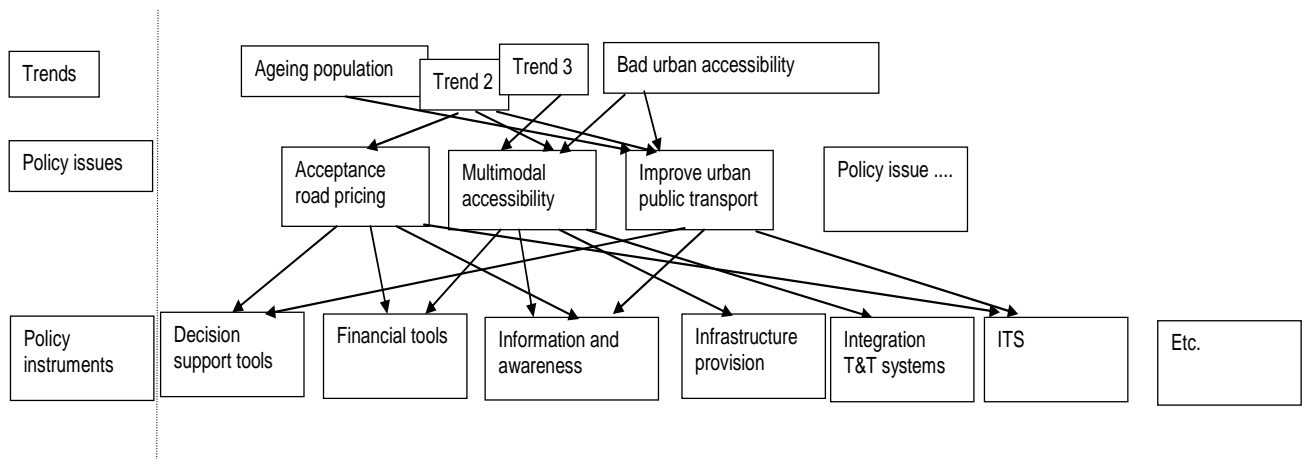 Trends
Ageing population
Trend 2
Trend 3
Bad urban accessibility
Policy issues
Acceptance
road pricing
Multimodal
accessibility
Improve urban
public transport
Policy issue ....
Policy
instruments
Decision
support tools
Financial tools
Information and
awareness
Infrastructure
provision
Integration
T&T systems
ITS
Etc.